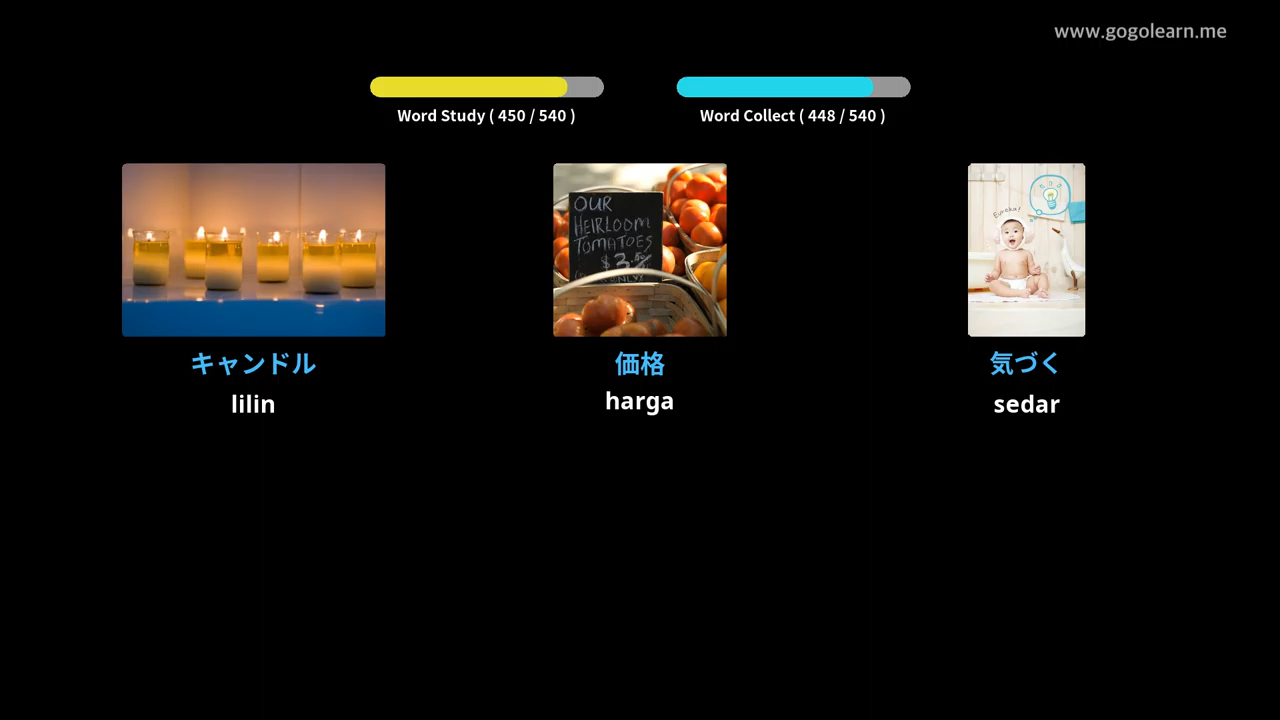 www.gogolearn.me
Word Study ( 450 / 540 )
Word Collect ( 448 / 540 )
OUR
HEIRLOOM
TOMATOES
Eureka!
キャンドル
価格
気づく
lilin
harga
sedar